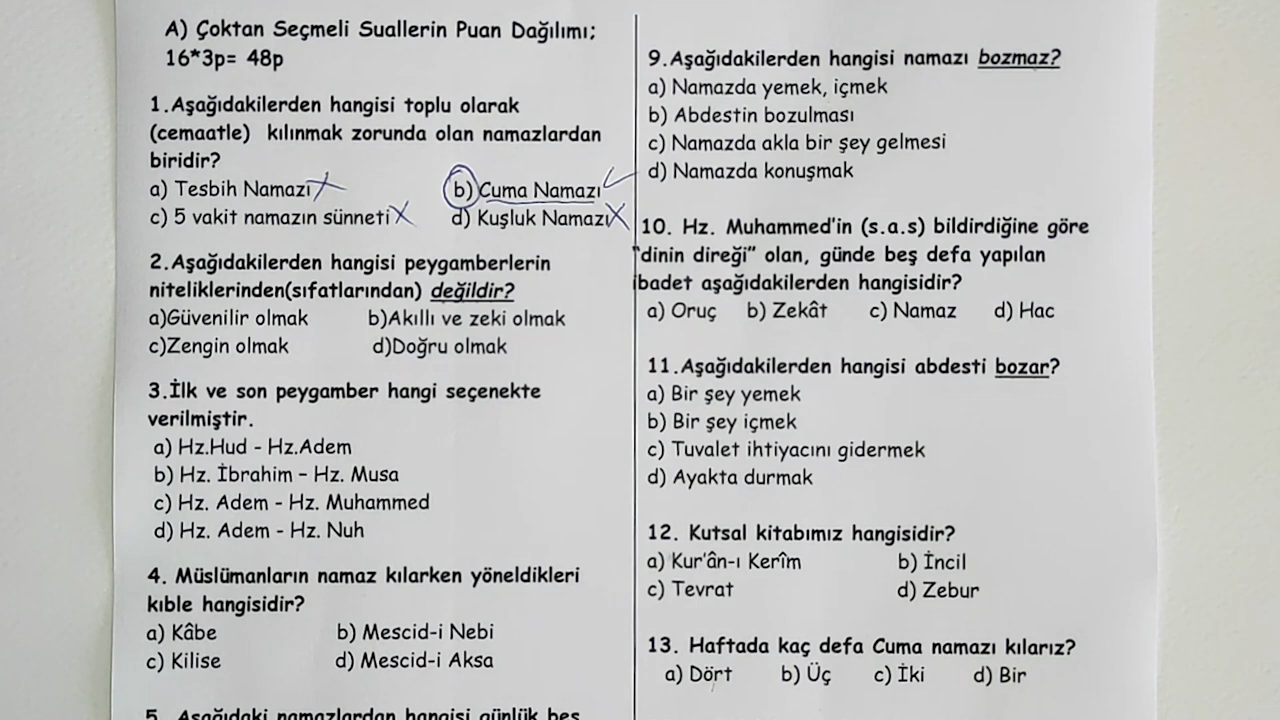 A) Çoktan Seçmeli Suallerin Puan Dağılımı;
16*3p= 48p
1.Aşağıdakilerden hangisi toplu olarak
(cemaatle) kılınmak zorunda olan namazlardan
biridir?
a) Tesbih Namazı b) Cuma Namazı
c) 5 vakit namazın sünneti d) Kuşluk Namazı
2.Aşağıdakilerden hangisi peygamberlerin
niteliklerinden(sıfatlarından) değildir?
a)Güvenilir olmak b)Akıllı ve zeki olmak
c)Zengin olmak d)Doğru olmak
3.İlk ve son peygamber hangi seçenekte
verilmiştir.
a) Hz.Hud - Hz.Adem
b) Hz. İbrahim – Hz. Musa
c) Hz. Adem - Hz. Muhammed
d) Hz. Adem - Hz. Nuh
4. Müslümanların namaz kılarken yöneldikleri
kıble hangisidir?
a) Kâbe b) Mescid-i Nebi
c) Kilise d) Mescid-i Aksa
5. Aşağıdaki namazlardan hangisi günlük beş
9.Aşağıdakilerden hangisi namazı bozmaz?
a) Namazda yemek, içmek
b) Abdestin bozulması
c) Namazda akla bir şey gelmesi
d) Namazda konuşmak
10. Hz. Muhammed'in (s.a.s) bildirdiğine göre
"dinin direği" olan, günde beş defa yapılan
ibadet aşağıdakilerden hangisidir?
a) Oruç b) Zekât c) Namaz d) Hac
11.Aşağıdakilerden hangisi abdesti bozar?
a) Bir şey yemek
b) Bir şey içmek
c) Tuvalet ihtiyacını gidermek
d) Ayakta durmak
12. Kutsal kitabımız hangisidir?
a) Kur'ân-ı Kerîm b) İncil
c) Tevrat d) Zebur
13. Haftada kaç defa Cuma namazı kılarız?
a) Dört b) Üç c) İki d) Bir